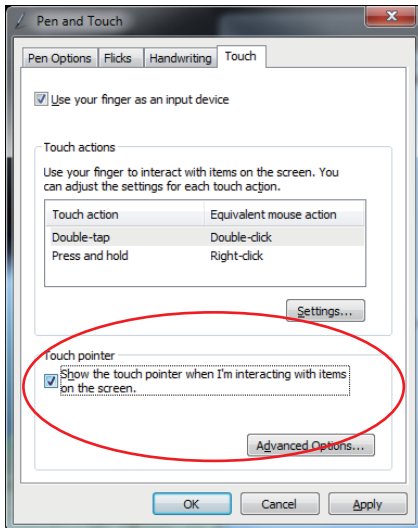 Pen and Touch
Pen Options Flicks Handwriting Touch
Use your finger as an input device
Touch actions
Use your finger to interact with items on the screen. You
can adjust the settings for each touch action.
Touch action Equivalent mouse action
Double-tap Double-click
Press and hold Right-click
Settings...
Touch pointer
Show the touch pointer when I'm interacting with items
on the screen.
Advanced Options...
OK Cancel Apply